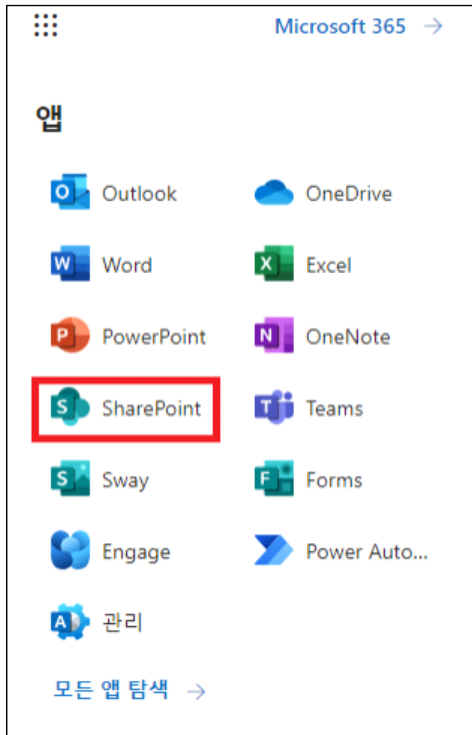 Microsoft 365 →
앱
Outlook
OneDrive
Word
Excel
PowerPoint
OneNote
SharePoint
Teams
Sway
Forms
Engage
Power Auto...
관리
모든 앱 탐색 →